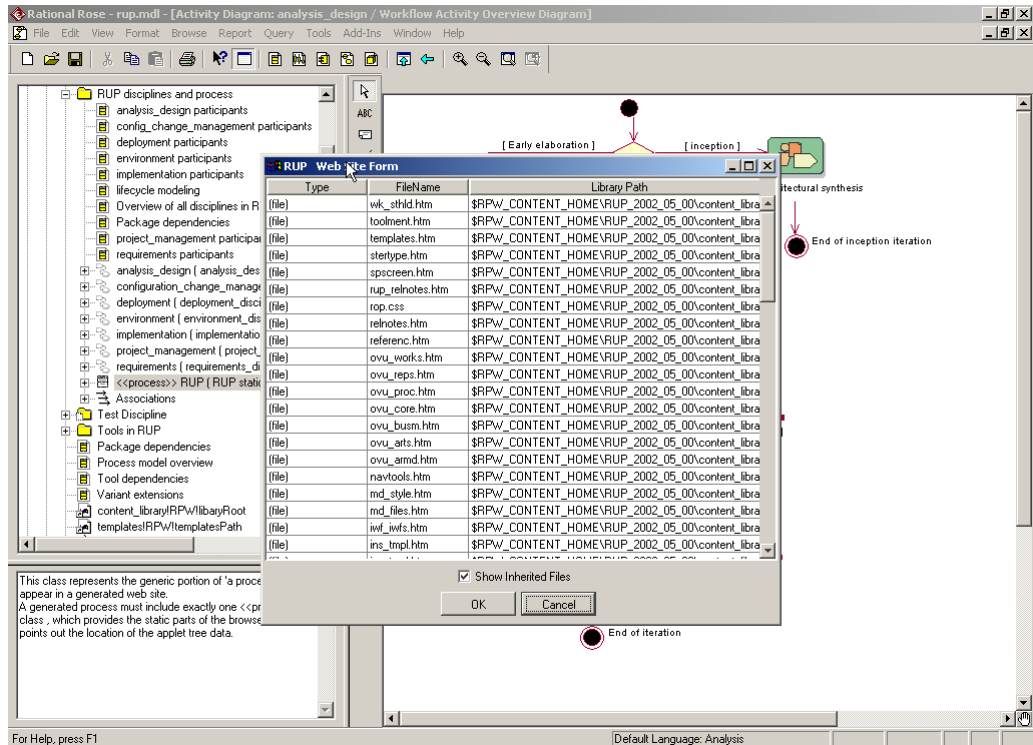 Rational Rose - rup.mdl - [Activity Diagram: analysis_design / Workflow Activity Overview Diagram]
File Edit View Format Browse Report Query Tools Add-Ins Window Help
RUP disciplines and process
analysis_design participants
config_change_management participants
deployment participants
environment participants
implementation participants
lifecycle modeling
Overview of all disciplines in R
Package dependencies
project_management participa
requirements participants
analysis_design ( analysis_des
configuration_change_manage
deployment ( deployment_disci
environment ( environment_dis
implementation ( implementatio
project_management ( project_
requirements ( requirements_di
<<process>> RUP ( RUP static
Associations
Test Discipline
Tools in RUP
Package dependencies
Process model overview
Tool dependencies
Variant extensions
content_library!RPW!libaryRoot
templates!RPW!templatesPath
ABC
[ Early elaboration ]
[ inception ]
itectural synthesis
End of inception iteration
End of iteration
RUP Web Site Form
Type FileName Library Path
(file) wk_sthld.htm $RPW_CONTENT_HOME\RUP_2002_05_00\content_libra
(file) toolment.htm $RPW_CONTENT_HOME\RUP_2002_05_00\content_libra
(file) templates.htm $RPW_CONTENT_HOME\RUP_2002_05_00\content_libra
(file) stertype.htm $RPW_CONTENT_HOME\RUP_2002_05_00\content_libra
(file) spscreen.htm $RPW_CONTENT_HOME\RUP_2002_05_00\content_libra
(file) rup_relnotes.htm $RPW_CONTENT_HOME\RUP_2002_05_00\content_libra
(file) rop.css $RPW_CONTENT_HOME\RUP_2002_05_00\content_libra
(file) relnotes.htm $RPW_CONTENT_HOME\RUP_2002_05_00\content_libra
(file) referenc.htm $RPW_CONTENT_HOME\RUP_2002_05_00\content_libra
(file) ovu_works.htm $RPW_CONTENT_HOME\RUP_2002_05_00\content_libra
(file) ovu_reps.htm $RPW_CONTENT_HOME\RUP_2002_05_00\content_libra
(file) ovu_proc.htm $RPW_CONTENT_HOME\RUP_2002_05_00\content_libra
(file) ovu_core.htm $RPW_CONTENT_HOME\RUP_2002_05_00\content_libra
(file) ovu_busm.htm $RPW_CONTENT_HOME\RUP_2002_05_00\content_libra
(file) ovu_arts.htm $RPW_CONTENT_HOME\RUP_2002_05_00\content_libra
(file) ovu_armd.htm $RPW_CONTENT_HOME\RUP_2002_05_00\content_libra
(file) navtools.htm $RPW_CONTENT_HOME\RUP_2002_05_00\content_libra
(file) md_style.htm $RPW_CONTENT_HOME\RUP_2002_05_00\content_libra
(file) md_files.htm $RPW_CONTENT_HOME\RUP_2002_05_00\content_libra
(file) iwf_iwfs.htm $RPW_CONTENT_HOME\RUP_2002_05_00\content_libra
(file) ins_tmpl.htm $RPW_CONTENT_HOME\RUP_2002_05_00\content_libra
Show Inherited Files
OK Cancel
This class represents the generic portion of 'a proce
appear in a generated web site.
A generated process must include exactly one <<pr
class , which provides the static parts of the browse
points out the location of the applet tree data.
For Help, press F1
Default Language: Analysis